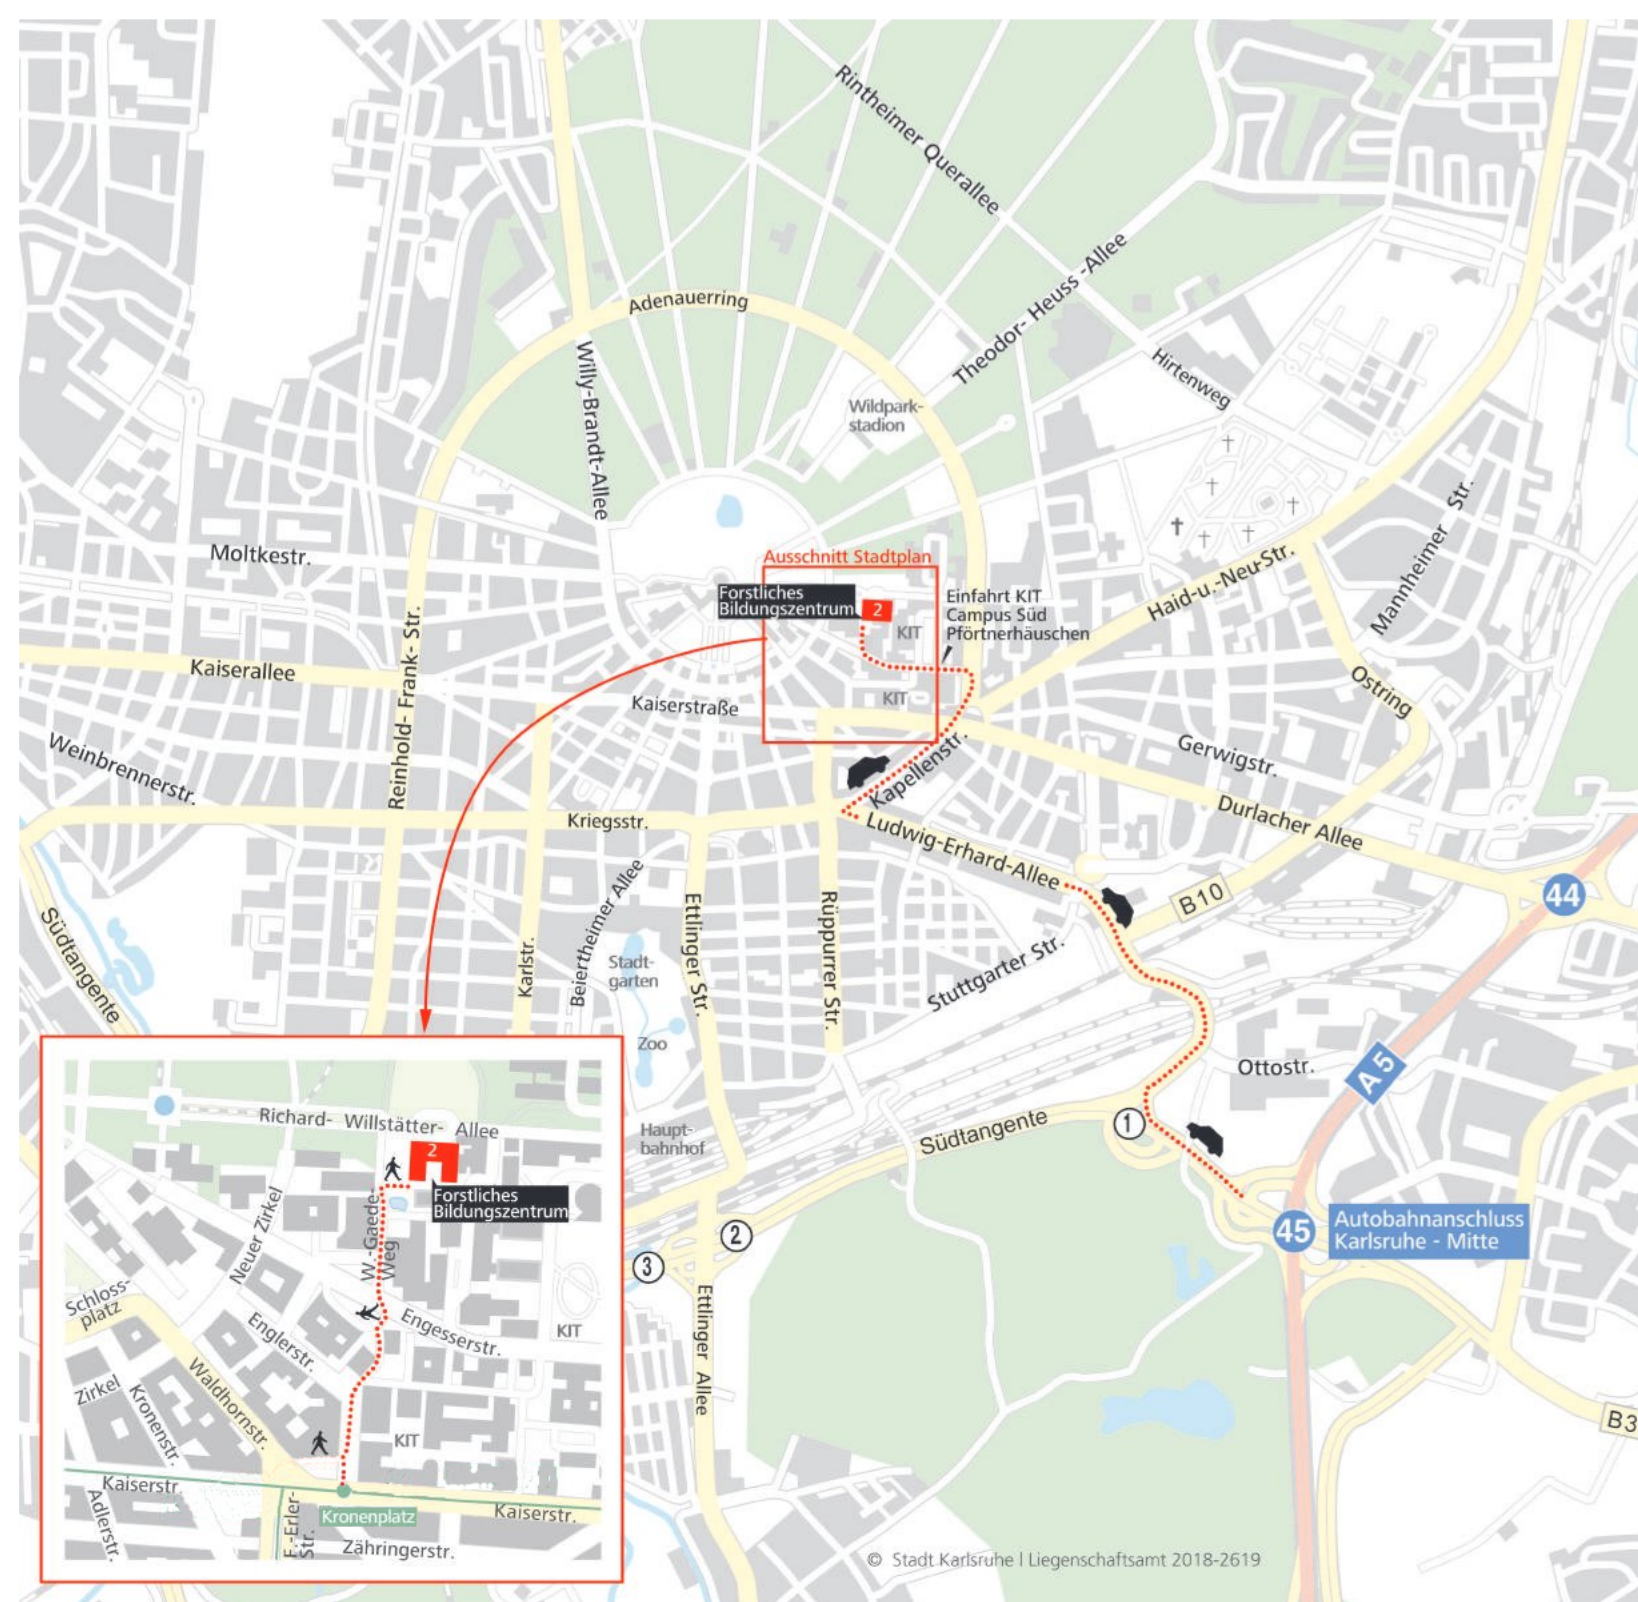 Rintheimer Querallee
Adenauerring
Theodor- Heuss -Allee
Willy-Brandt-Allee
Hirtenweg
Wildpark-
stadion
Moltkestr.
Ausschnitt Stadtplan
Forstliches
Bildungszentrum
2
KIT
Einfahrt KIT
Campus Süd
Pförtnerhäuschen
Haid-u.-Neu-Str.
Mannheimer Str.
Kaiserallee
Reinhold- Frank- Str.
Kaiserstraße
KIT
Ostring
Weinbrennerstr.
Kapellenstr.
Gerwigstr.
Kriegsstr.
Ludwig-Erhard-Allee
Durlacher Allee
B10
44
Südtangente
Karlstr.
Beiertheimer Allee
Ettlinger Str.
Rüppurrer Str.
Stadt-
garten
Stuttgarter Str.
Zoo
Ottostr.
A 5
Haupt-
bahnhof
Südtangente
1
2
3
45
Autobahnanschluss
Karlsruhe - Mitte
Ettlinger Allee
B3
Richard- Willstätter- Allee
2
Forstliches
Bildungszentrum
W.-Gaede-
Weg
Neuer Zirkel
Schloss-
platz
Englerstr.
Engesserstr.
KIT
Waldhornstr.
Zirkel
Kronenstr.
KIT
Kaiserstr.
Adlerstr.
F.-Erler-
Str.
Kronenplatz
Kaiserstr.
Zähringerstr.
© Stadt Karlsruhe | Liegenschaftsamt 2018-2619